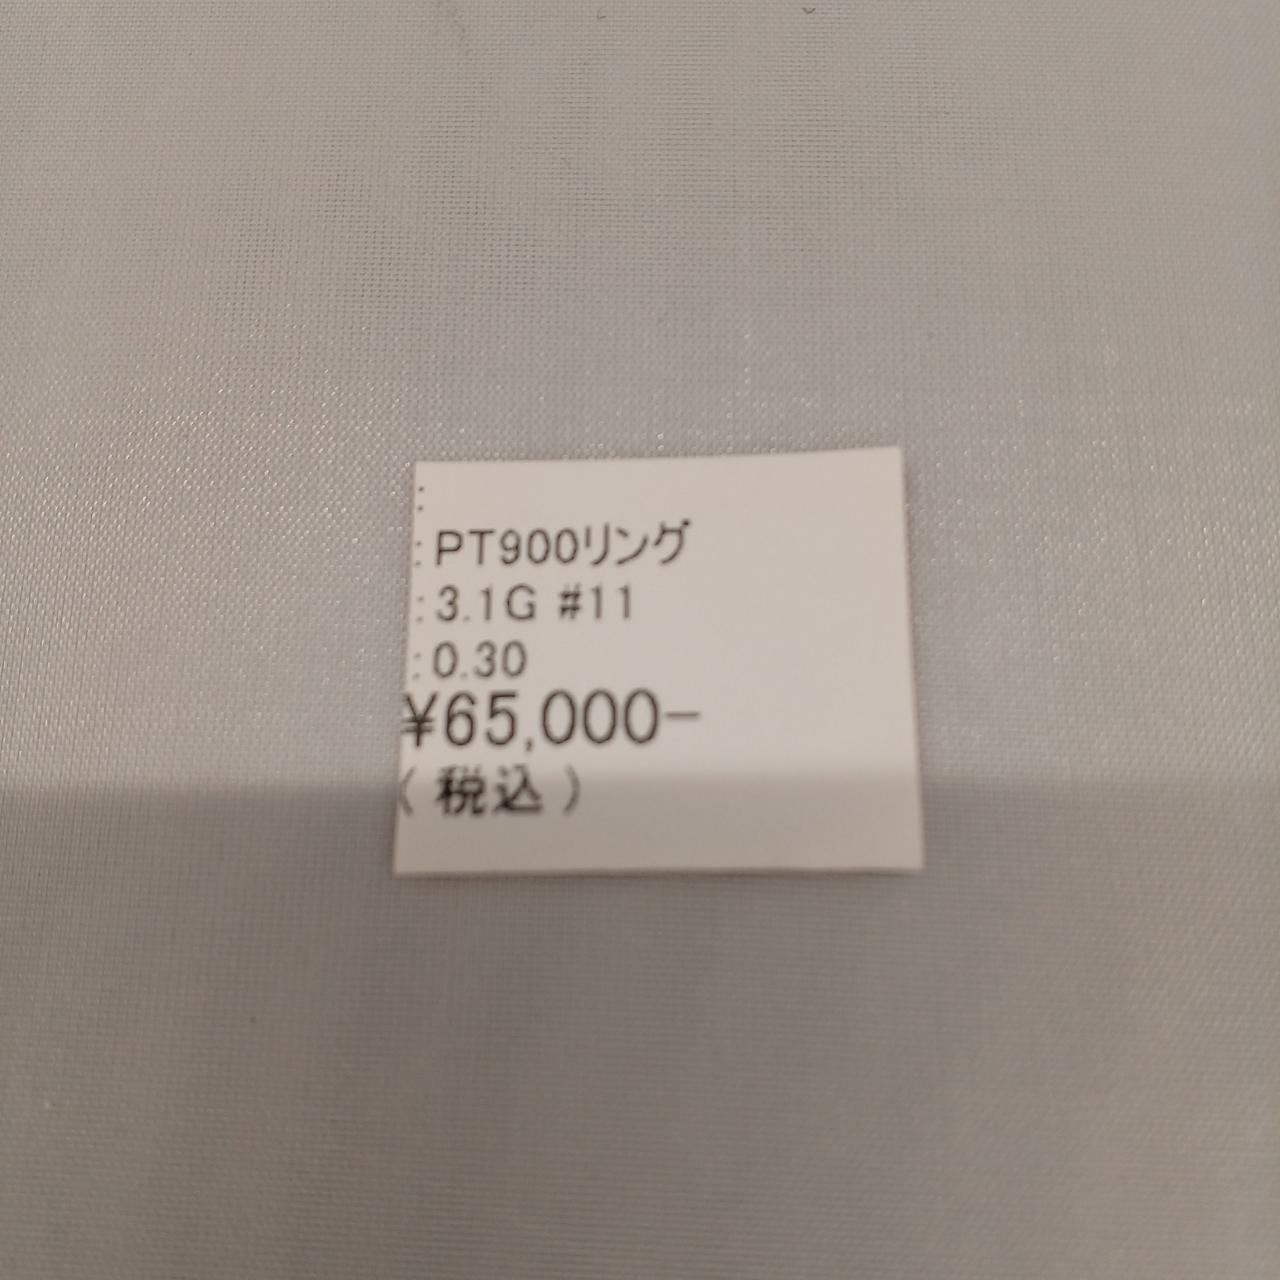 :
: PT900リング
: 3.1G #11
: 0.30
¥65,000-
( 税込 )